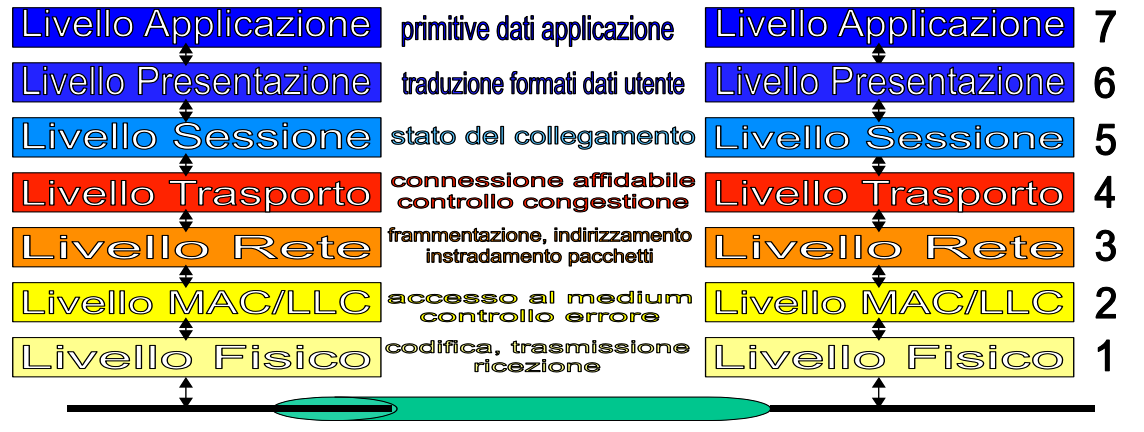 Livello Applicazione primitive dati applicazione Livello Applicazione 7
Livello Presentazione traduzione formati dati utente Livello Presentazione 6
Livello Sessione stato del collegamento Livello Sessione 5
Livello Trasporto connessione affidabile Livello Trasporto 4
controllo congestione
Livello Rete frammentazione, indirizzamento Livello Rete 3
instradamento pacchetti
Livello MAC/LLC accesso al medium Livello MAC/LLC 2
controllo errore
Livello Fisico codifica, trasmissione Livello Fisico 1
ricezione